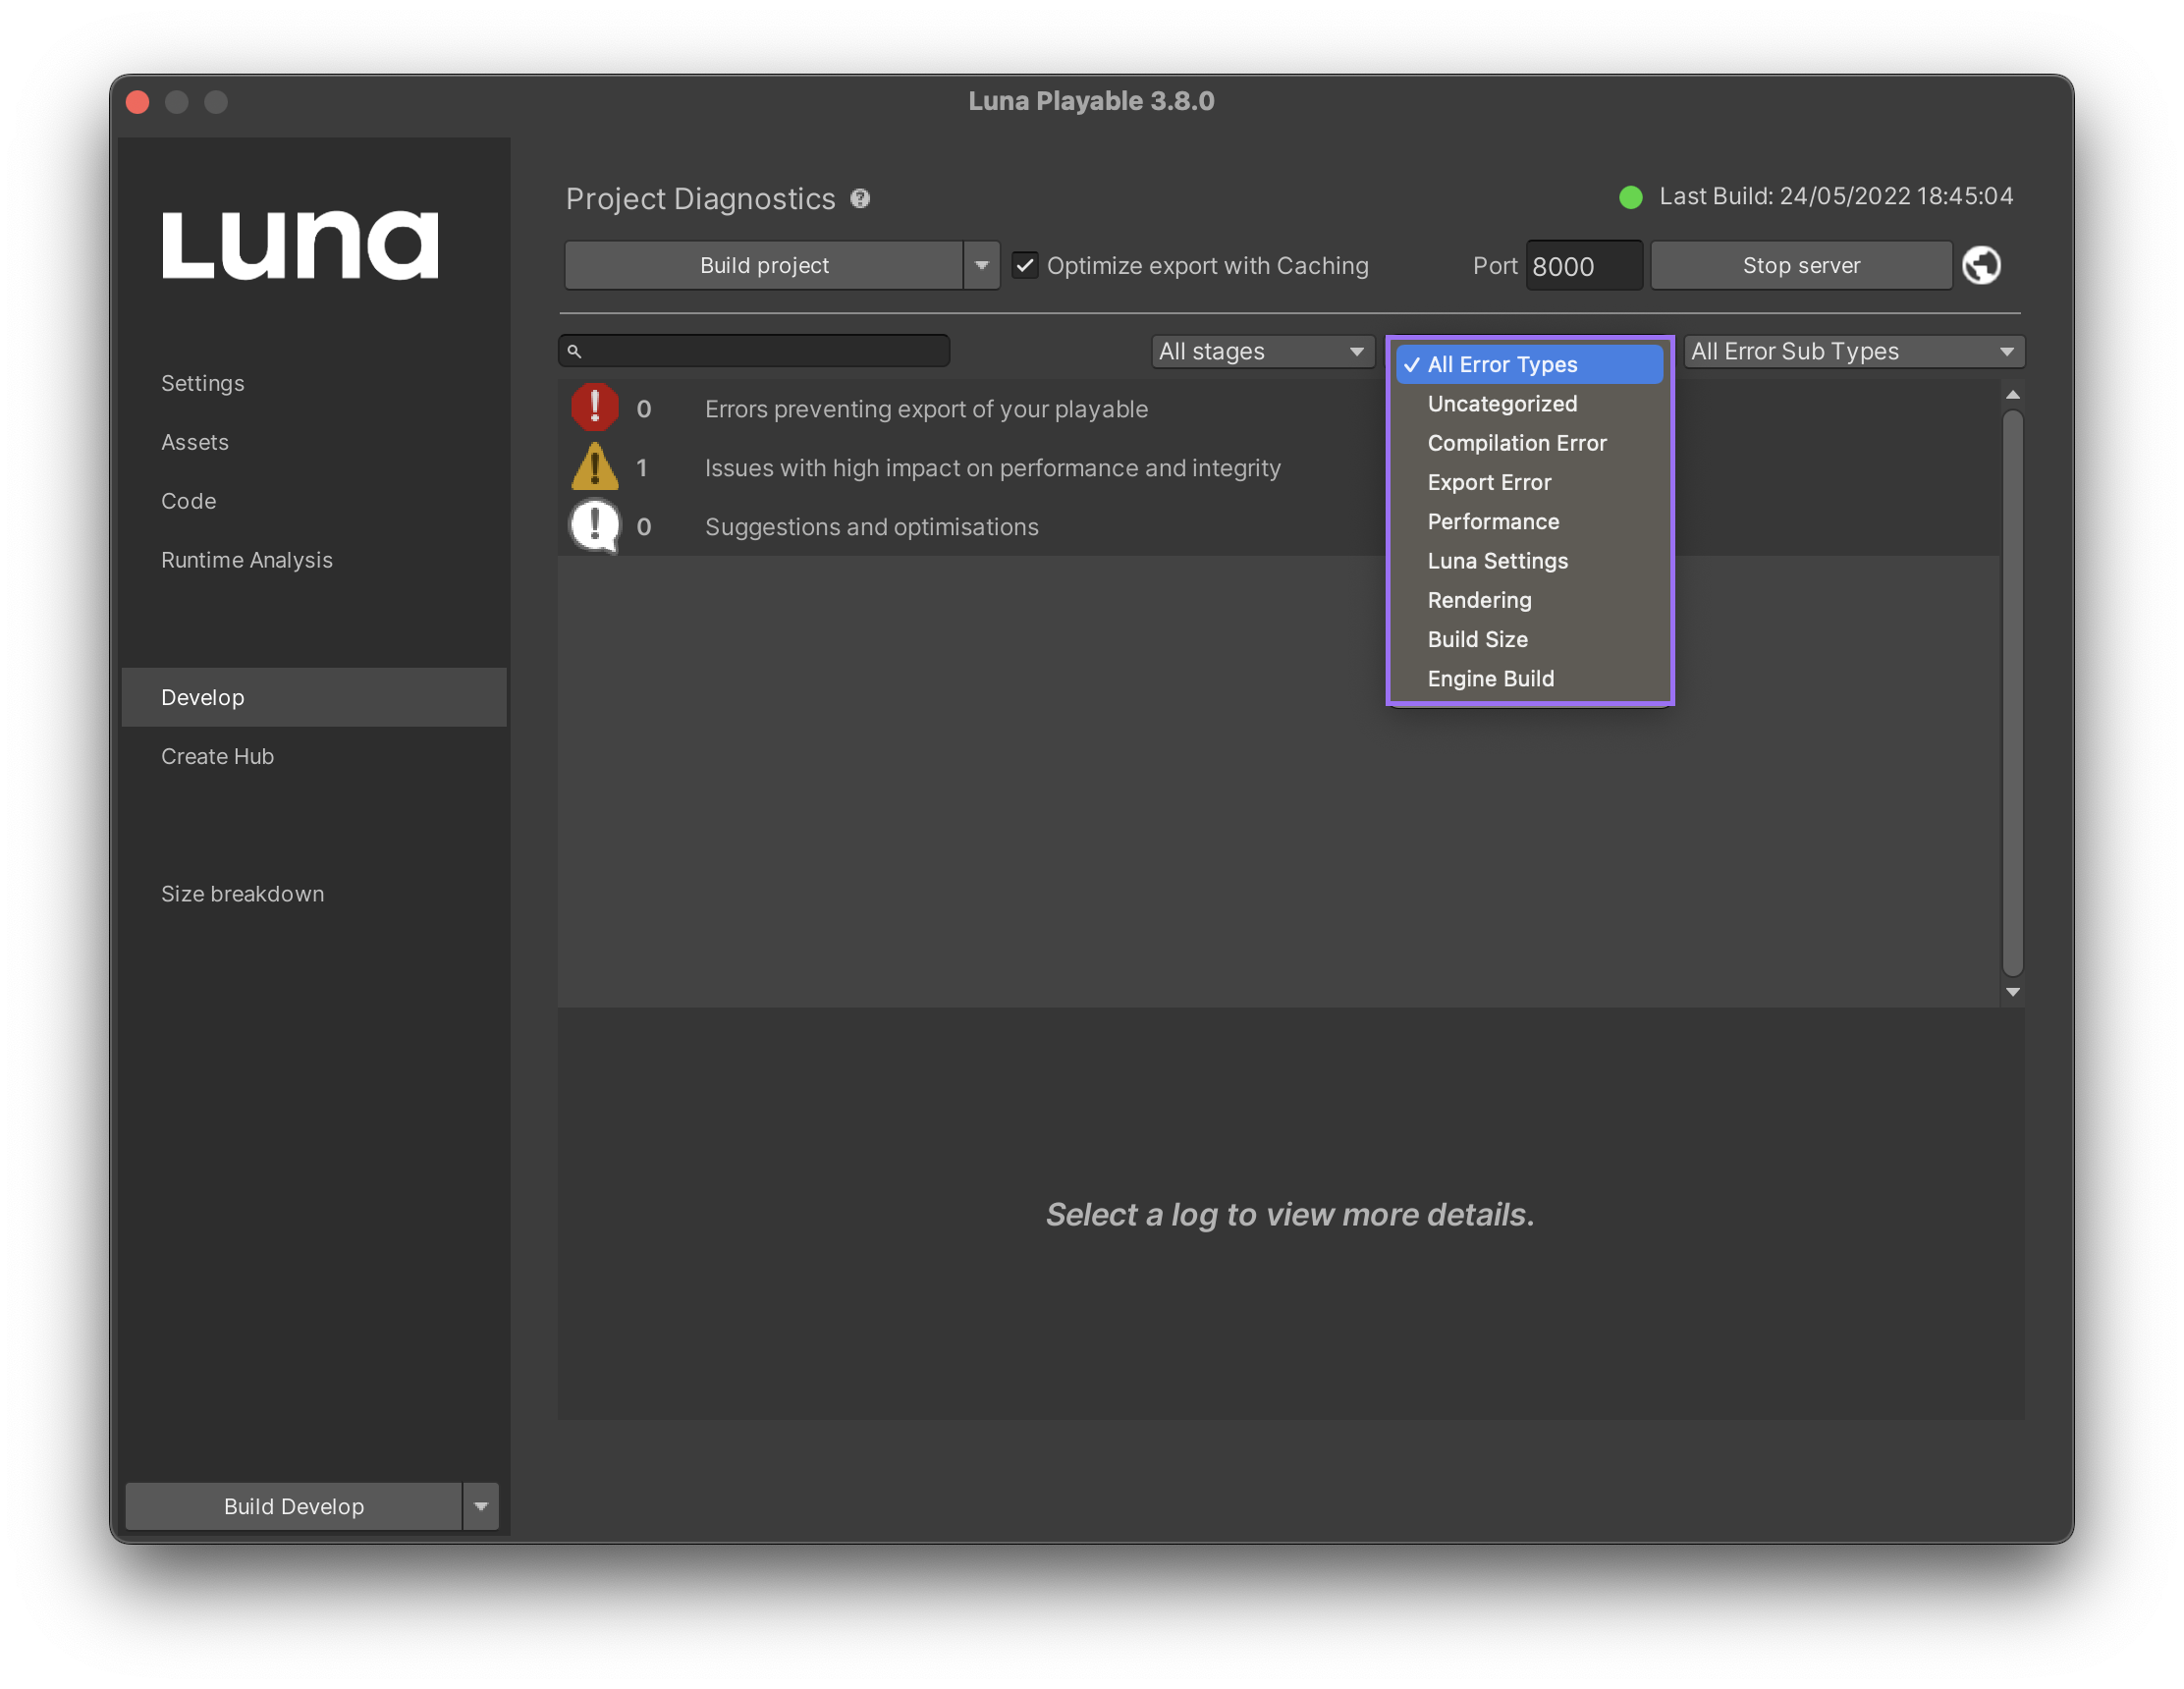 Luna Playable 3.8.0
Luna
Settings
Assets
Code
Runtime Analysis
Develop
Create Hub
Size breakdown
Build Develop
Project Diagnostics ?
Last Build: 24/05/2022 18:45:04
Build project
Optimize export with Caching
Port 8000
Stop server
All stages
All Error Sub Types
All Error Types
Uncategorized
Compilation Error
Export Error
Performance
Luna Settings
Rendering
Build Size
Engine Build
! 0 Errors preventing export of your playable
! 1 Issues with high impact on performance and integrity
! 0 Suggestions and optimisations
Select a log to view more details.